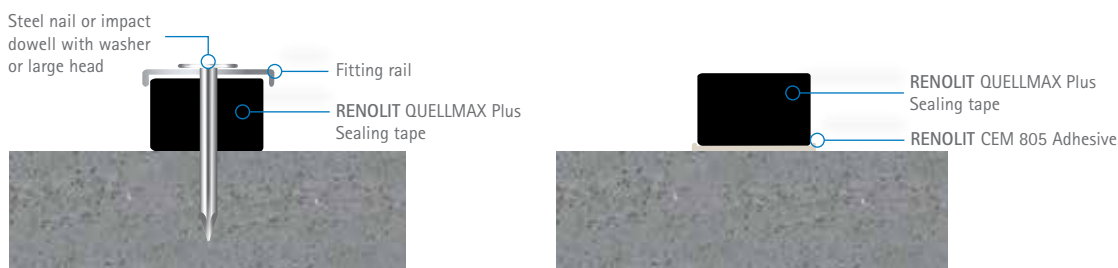 Steel nail or impact
dowell with washer
or large head
Fitting rail
RENOLIT QUELLMAX Plus
Sealing tape
RENOLIT QUELLMAX Plus
Sealing tape
RENOLIT CEM 805 Adhesive